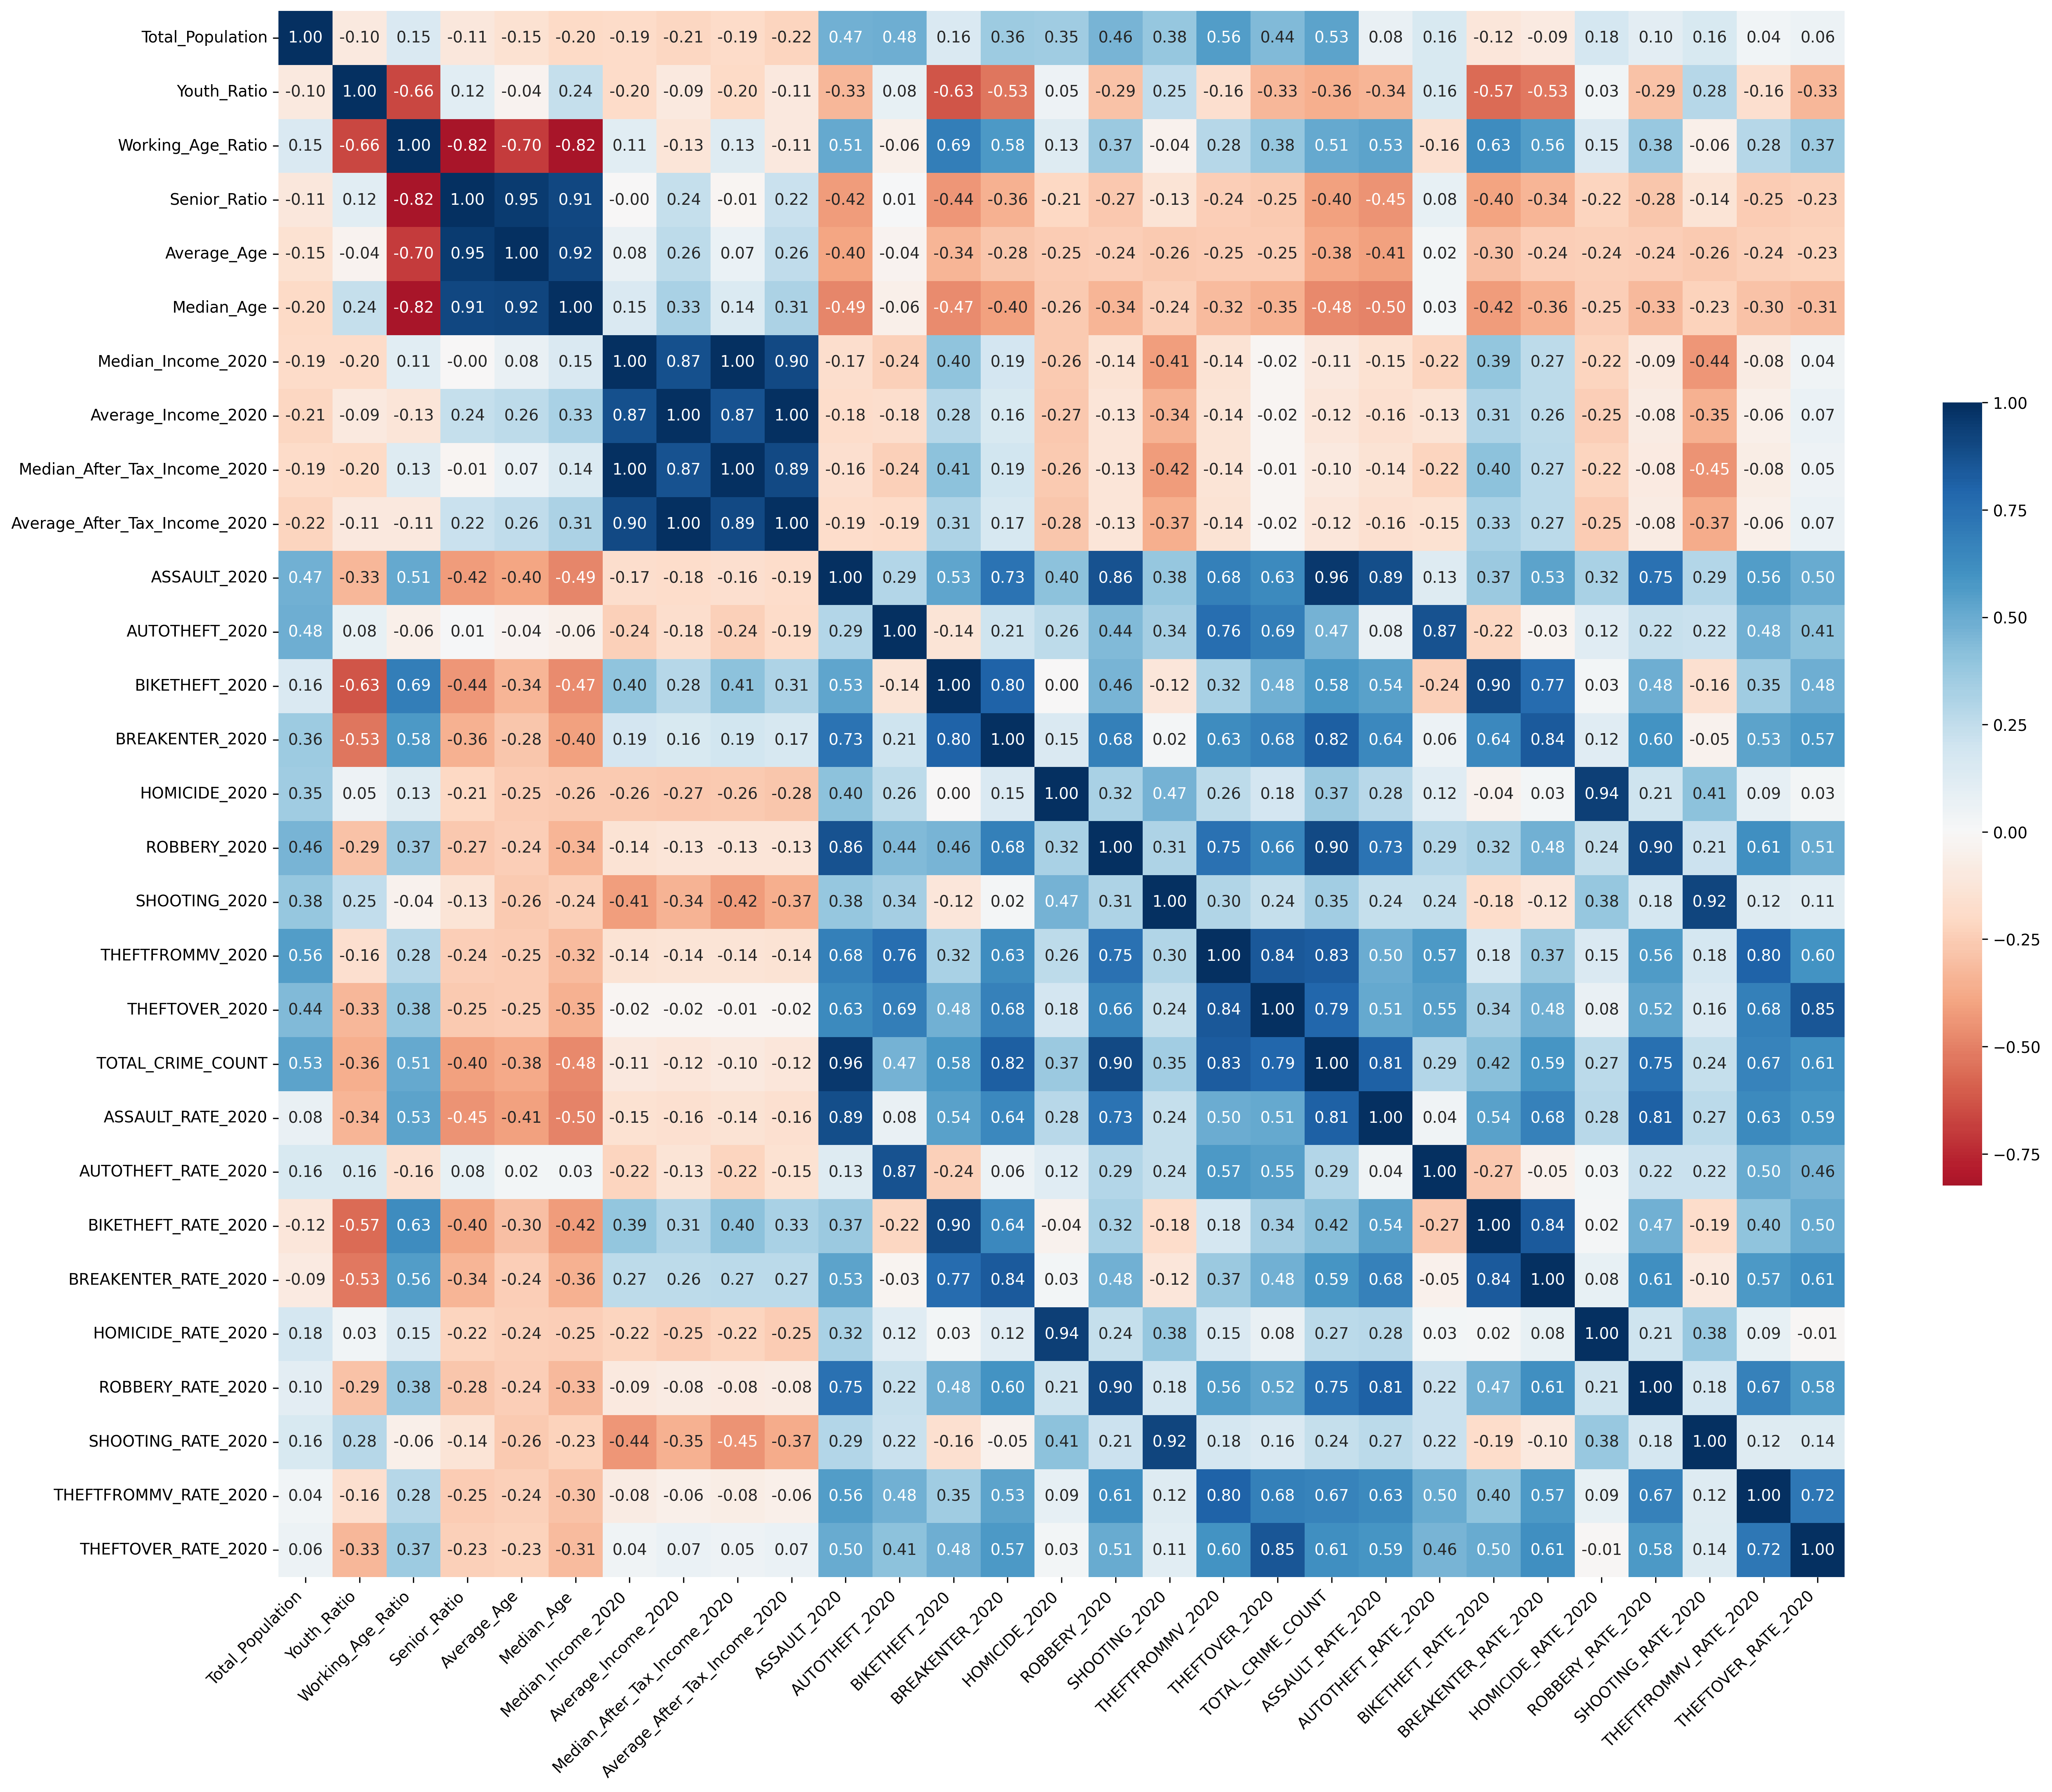 Total_Population 1.00 -0.10 0.15 -0.11 -0.15 -0.20 -0.19 -0.21 -0.19 -0.22 0.47 0.48 0.16 0.36 0.35 0.46 0.38 0.56 0.44 0.53 0.08 0.16 -0.12 -0.09 0.18 0.10 0.16 0.04 0.06
Youth_Ratio -0.10 1.00 -0.66 0.12 -0.04 0.24 -0.20 -0.09 -0.20 -0.11 -0.33 0.08 -0.63 -0.53 0.05 -0.29 0.25 -0.16 -0.33 -0.36 -0.34 0.16 -0.57 -0.53 0.03 -0.29 0.28 -0.16 -0.33
Working_Age_Ratio 0.15 -0.66 1.00 -0.82 -0.70 -0.82 0.11 -0.13 0.13 -0.11 0.51 -0.06 0.69 0.58 0.13 0.37 -0.04 0.28 0.38 0.51 0.53 -0.16 0.63 0.56 0.15 0.38 -0.06 0.28 0.37
Senior_Ratio -0.11 0.12 -0.82 1.00 0.95 0.91 -0.00 0.24 -0.01 0.22 -0.42 0.01 -0.44 -0.36 -0.21 -0.27 -0.13 -0.24 -0.25 -0.40 -0.45 0.08 -0.40 -0.34 -0.22 -0.28 -0.14 -0.25 -0.23
Average_Age -0.15 -0.04 -0.70 0.95 1.00 0.92 0.08 0.26 0.07 0.26 -0.40 -0.04 -0.34 -0.28 -0.25 -0.24 -0.26 -0.25 -0.25 -0.38 -0.41 0.02 -0.30 -0.24 -0.24 -0.24 -0.26 -0.24 -0.23
Median_Age -0.20 0.24 -0.82 0.91 0.92 1.00 0.15 0.33 0.14 0.31 -0.49 -0.06 -0.47 -0.40 -0.26 -0.34 -0.24 -0.32 -0.35 -0.48 -0.50 0.03 -0.42 -0.36 -0.25 -0.33 -0.23 -0.30 -0.31
Median_Income_2020 -0.19 -0.20 0.11 -0.00 0.08 0.15 1.00 0.87 1.00 0.90 -0.17 -0.24 0.40 0.19 -0.26 -0.14 -0.41 -0.14 -0.02 -0.11 -0.15 -0.22 0.39 0.27 -0.22 -0.09 -0.44 -0.08 0.04
Average_Income_2020 -0.21 -0.09 -0.13 0.24 0.26 0.33 0.87 1.00 0.87 1.00 -0.18 -0.18 0.28 0.16 -0.27 -0.13 -0.34 -0.14 -0.02 -0.12 -0.16 -0.13 0.31 0.26 -0.25 -0.08 -0.35 -0.06 0.07
Median_After_Tax_Income_2020 -0.19 -0.20 0.13 -0.01 0.07 0.14 1.00 0.87 1.00 0.89 -0.16 -0.24 0.41 0.19 -0.26 -0.13 -0.42 -0.14 -0.01 -0.10 -0.14 -0.22 0.40 0.27 -0.22 -0.08 -0.45 -0.08 0.05
Average_After_Tax_Income_2020 -0.22 -0.11 -0.11 0.22 0.26 0.31 0.90 1.00 0.89 1.00 -0.19 -0.19 0.31 0.17 -0.28 -0.13 -0.37 -0.14 -0.02 -0.12 -0.16 -0.15 0.33 0.27 -0.25 -0.08 -0.37 -0.06 0.07
ASSAULT_2020 0.47 -0.33 0.51 -0.42 -0.40 -0.49 -0.17 -0.18 -0.16 -0.19 1.00 0.29 0.53 0.73 0.40 0.86 0.38 0.68 0.63 0.96 0.89 0.13 0.37 0.53 0.32 0.75 0.29 0.56 0.50
AUTOTHEFT_2020 0.48 0.08 -0.06 0.01 -0.04 -0.06 -0.24 -0.18 -0.24 -0.19 0.29 1.00 -0.14 0.21 0.26 0.44 0.34 0.76 0.69 0.47 0.08 0.87 -0.22 -0.03 0.12 0.22 0.22 0.48 0.41
BIKETHEFT_2020 0.16 -0.63 0.69 -0.44 -0.34 -0.47 0.40 0.28 0.41 0.31 0.53 -0.14 1.00 0.80 0.00 0.46 -0.12 0.32 0.48 0.58 0.54 -0.24 0.90 0.77 0.03 0.48 -0.16 0.35 0.48
BREAKENTER_2020 0.36 -0.53 0.58 -0.36 -0.28 -0.40 0.19 0.16 0.19 0.17 0.73 0.21 0.80 1.00 0.15 0.68 0.02 0.63 0.68 0.82 0.64 0.06 0.64 0.84 0.12 0.60 -0.05 0.53 0.57
HOMICIDE_2020 0.35 0.05 0.13 -0.21 -0.25 -0.26 -0.26 -0.27 -0.26 -0.28 0.40 0.26 0.00 0.15 1.00 0.32 0.47 0.26 0.18 0.37 0.28 0.12 -0.04 0.03 0.94 0.21 0.41 0.09 0.03
ROBBERY_2020 0.46 -0.29 0.37 -0.27 -0.24 -0.34 -0.14 -0.13 -0.13 -0.13 0.86 0.44 0.46 0.68 0.32 1.00 0.31 0.75 0.66 0.90 0.73 0.29 0.32 0.48 0.24 0.90 0.21 0.61 0.51
SHOOTING_2020 0.38 0.25 -0.04 -0.13 -0.26 -0.24 -0.41 -0.34 -0.42 -0.37 0.38 0.34 -0.12 0.02 0.47 0.31 1.00 0.30 0.24 0.35 0.24 0.24 -0.18 -0.12 0.38 0.18 0.92 0.12 0.11
THEFTFROMMV_2020 0.56 -0.16 0.28 -0.24 -0.25 -0.32 -0.14 -0.14 -0.14 -0.14 0.68 0.76 0.32 0.63 0.26 0.75 0.30 1.00 0.84 0.83 0.50 0.57 0.18 0.37 0.15 0.56 0.18 0.80 0.60
THEFTOVER_2020 0.44 -0.33 0.38 -0.25 -0.25 -0.35 -0.02 -0.02 -0.01 -0.02 0.63 0.69 0.48 0.68 0.18 0.66 0.24 0.84 1.00 0.79 0.51 0.55 0.34 0.48 0.08 0.52 0.16 0.68 0.85
TOTAL_CRIME_COUNT 0.53 -0.36 0.51 -0.40 -0.38 -0.48 -0.11 -0.12 -0.10 -0.12 0.96 0.47 0.58 0.82 0.37 0.90 0.35 0.83 0.79 1.00 0.81 0.29 0.42 0.59 0.27 0.75 0.24 0.67 0.61
ASSAULT_RATE_2020 0.08 -0.34 0.53 -0.45 -0.41 -0.50 -0.15 -0.16 -0.14 -0.16 0.89 0.08 0.54 0.64 0.28 0.73 0.24 0.50 0.51 0.81 1.00 0.04 0.54 0.68 0.28 0.81 0.27 0.63 0.59
AUTOTHEFT_RATE_2020 0.16 0.16 -0.16 0.08 0.02 0.03 -0.22 -0.13 -0.22 -0.15 0.13 0.87 -0.24 0.06 0.12 0.29 0.24 0.57 0.55 0.29 0.04 1.00 -0.27 -0.05 0.03 0.22 0.22 0.50 0.46
BIKETHEFT_RATE_2020 -0.12 -0.57 0.63 -0.40 -0.30 -0.42 0.39 0.31 0.40 0.33 0.37 -0.22 0.90 0.64 -0.04 0.32 -0.18 0.18 0.34 0.42 0.54 -0.27 1.00 0.84 0.02 0.47 -0.19 0.40 0.50
BREAKENTER_RATE_2020 -0.09 -0.53 0.56 -0.34 -0.24 -0.36 0.27 0.26 0.27 0.27 0.53 -0.03 0.77 0.84 0.03 0.48 -0.12 0.37 0.48 0.59 0.68 -0.05 0.84 1.00 0.08 0.61 -0.10 0.57 0.61
HOMICIDE_RATE_2020 0.18 0.03 0.15 -0.22 -0.24 -0.25 -0.22 -0.25 -0.22 -0.25 0.32 0.12 0.03 0.12 0.94 0.24 0.38 0.15 0.08 0.27 0.28 0.03 0.02 0.08 1.00 0.21 0.38 0.09 -0.01
ROBBERY_RATE_2020 0.10 -0.29 0.38 -0.28 -0.24 -0.33 -0.09 -0.08 -0.08 -0.08 0.75 0.22 0.48 0.60 0.21 0.90 0.18 0.56 0.52 0.75 0.81 0.22 0.47 0.61 0.21 1.00 0.18 0.67 0.58
SHOOTING_RATE_2020 0.16 0.28 -0.06 -0.14 -0.26 -0.23 -0.44 -0.35 -0.45 -0.37 0.29 0.22 -0.16 -0.05 0.41 0.21 0.92 0.18 0.16 0.24 0.27 0.22 -0.19 -0.10 0.38 0.18 1.00 0.12 0.14
THEFTFROMMV_RATE_2020 0.04 -0.16 0.28 -0.25 -0.24 -0.30 -0.08 -0.06 -0.08 -0.06 0.56 0.48 0.35 0.53 0.09 0.61 0.12 0.80 0.68 0.67 0.63 0.50 0.40 0.57 0.09 0.67 0.12 1.00 0.72
THEFTOVER_RATE_2020 0.06 -0.33 0.37 -0.23 -0.23 -0.31 0.04 0.07 0.05 0.07 0.50 0.41 0.48 0.57 0.03 0.51 0.11 0.60 0.85 0.61 0.59 0.46 0.50 0.61 -0.01 0.58 0.14 0.72 1.00
Total_Population
Youth_Ratio
Working_Age_Ratio
Senior_Ratio
Average_Age
Median_Age
Median_Income_2020
Average_Income_2020
Median_After_Tax_Income_2020
Average_After_Tax_Income_2020
ASSAULT_2020
AUTOTHEFT_2020
BIKETHEFT_2020
BREAKENTER_2020
HOMICIDE_2020
ROBBERY_2020
SHOOTING_2020
THEFTFROMMV_2020
THEFTOVER_2020
TOTAL_CRIME_COUNT
ASSAULT_RATE_2020
AUTOTHEFT_RATE_2020
BIKETHEFT_RATE_2020
BREAKENTER_RATE_2020
HOMICIDE_RATE_2020
ROBBERY_RATE_2020
SHOOTING_RATE_2020
THEFTFROMMV_RATE_2020
THEFTOVER_RATE_2020
1.00
0.75
0.50
0.25
0.00
−0.25
−0.50
−0.75